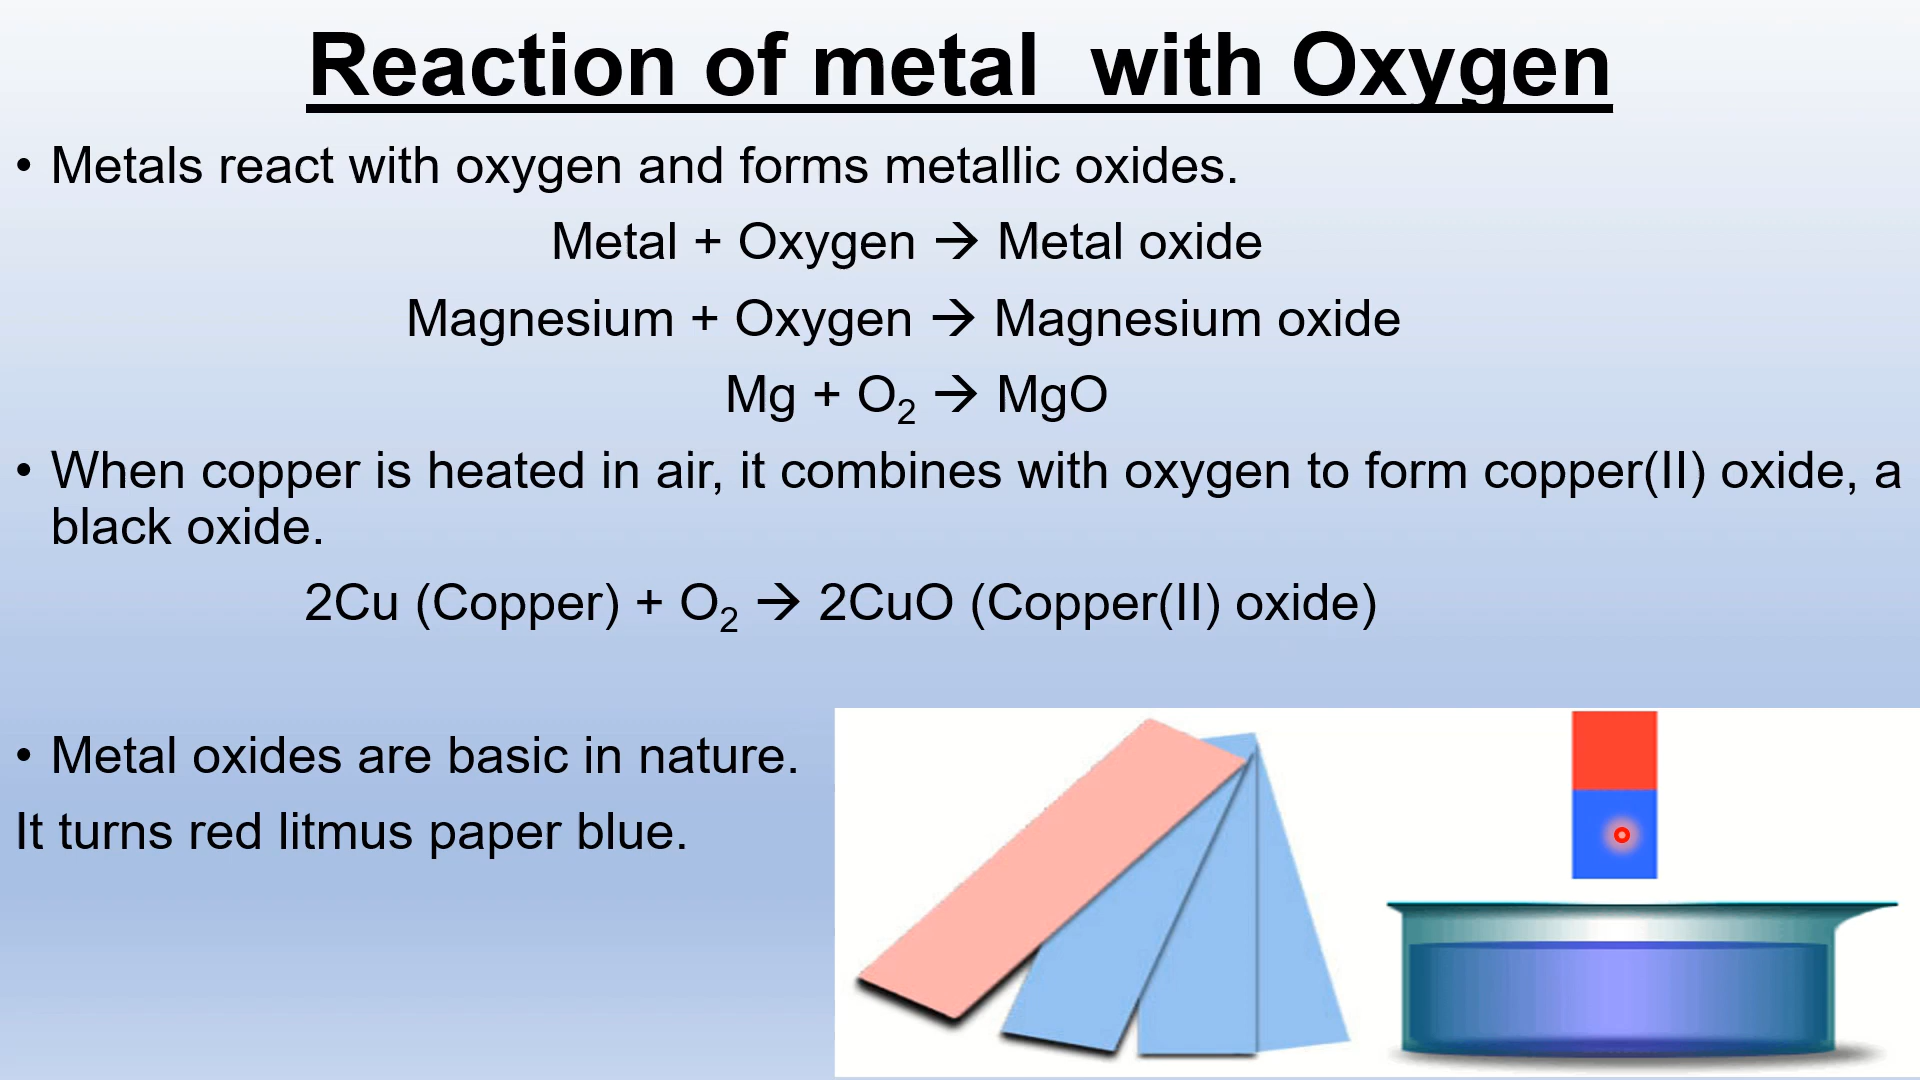 Reaction of metal  with Oxygen
• Metals react with oxygen and forms metallic oxides.
Metal + Oxygen → Metal oxide
Magnesium + Oxygen → Magnesium oxide
Mg + O₂ → MgO
• When copper is heated in air, it combines with oxygen to form copper(II) oxide, a
black oxide.
2Cu (Copper) + O₂ → 2CuO (Copper(II) oxide)
• Metal oxides are basic in nature.
It turns red litmus paper blue.